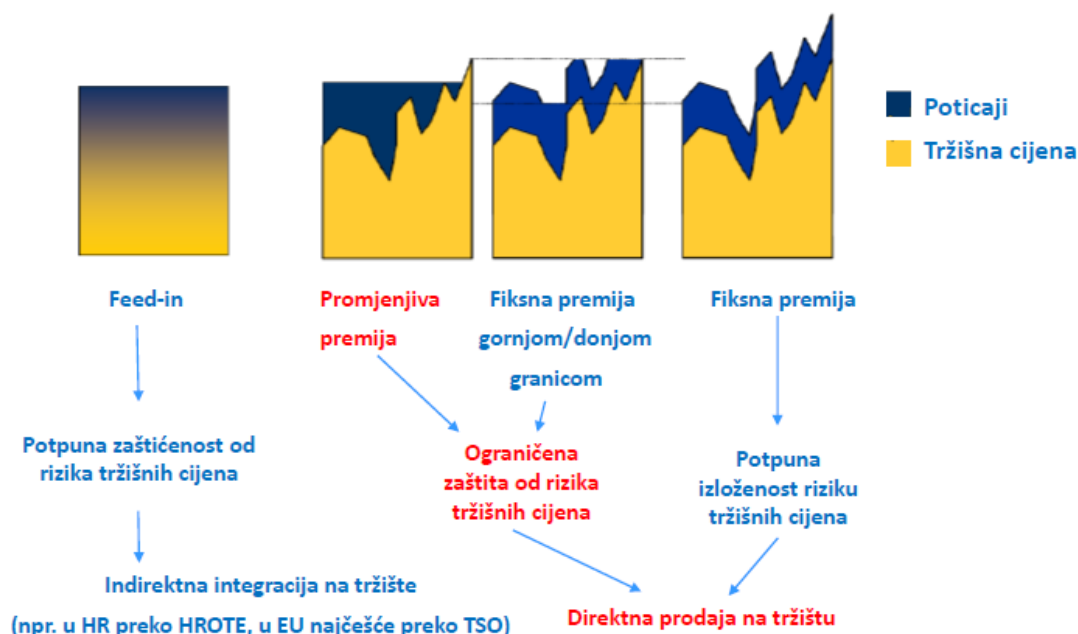 Poticaji
Tržišna cijena
Feed-in
Promjenjiva
premija
Fiksna premija
gornjom/donjom
granicom
Fiksna premija
Potpuna zaštićenost od
rizika tržišnih cijena
Ograničena
zaštita od rizika
tržišnih cijena
Potpuna
izloženost riziku
tržišnih cijena
Indirektna integracija na tržište
(npr. u HR preko HROTE, u EU najčešće preko TSO)
Direktna prodaja na tržištu